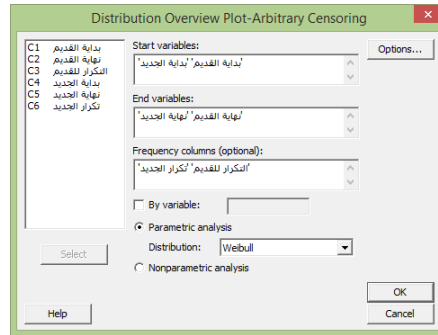 Distribution Overview Plot-Arbitrary Censoring
C1 بداية القديم
C2 نهاية القديم
C3 التكرار للقديم
C4 بداية الجديد
C5 نهاية الجديد
C6 تكرار الجديد
Start variables:
'بداية القديم' 'بداية الجديد'
Options...
End variables:
'نهاية القديم' 'نهاية الجديد'
Frequency columns (optional):
'التكرار للقديم' 'تكرار الجديد'
By variable:
Parametric analysis
Distribution: Weibull
Nonparametric analysis
Select
OK
Help
Cancel